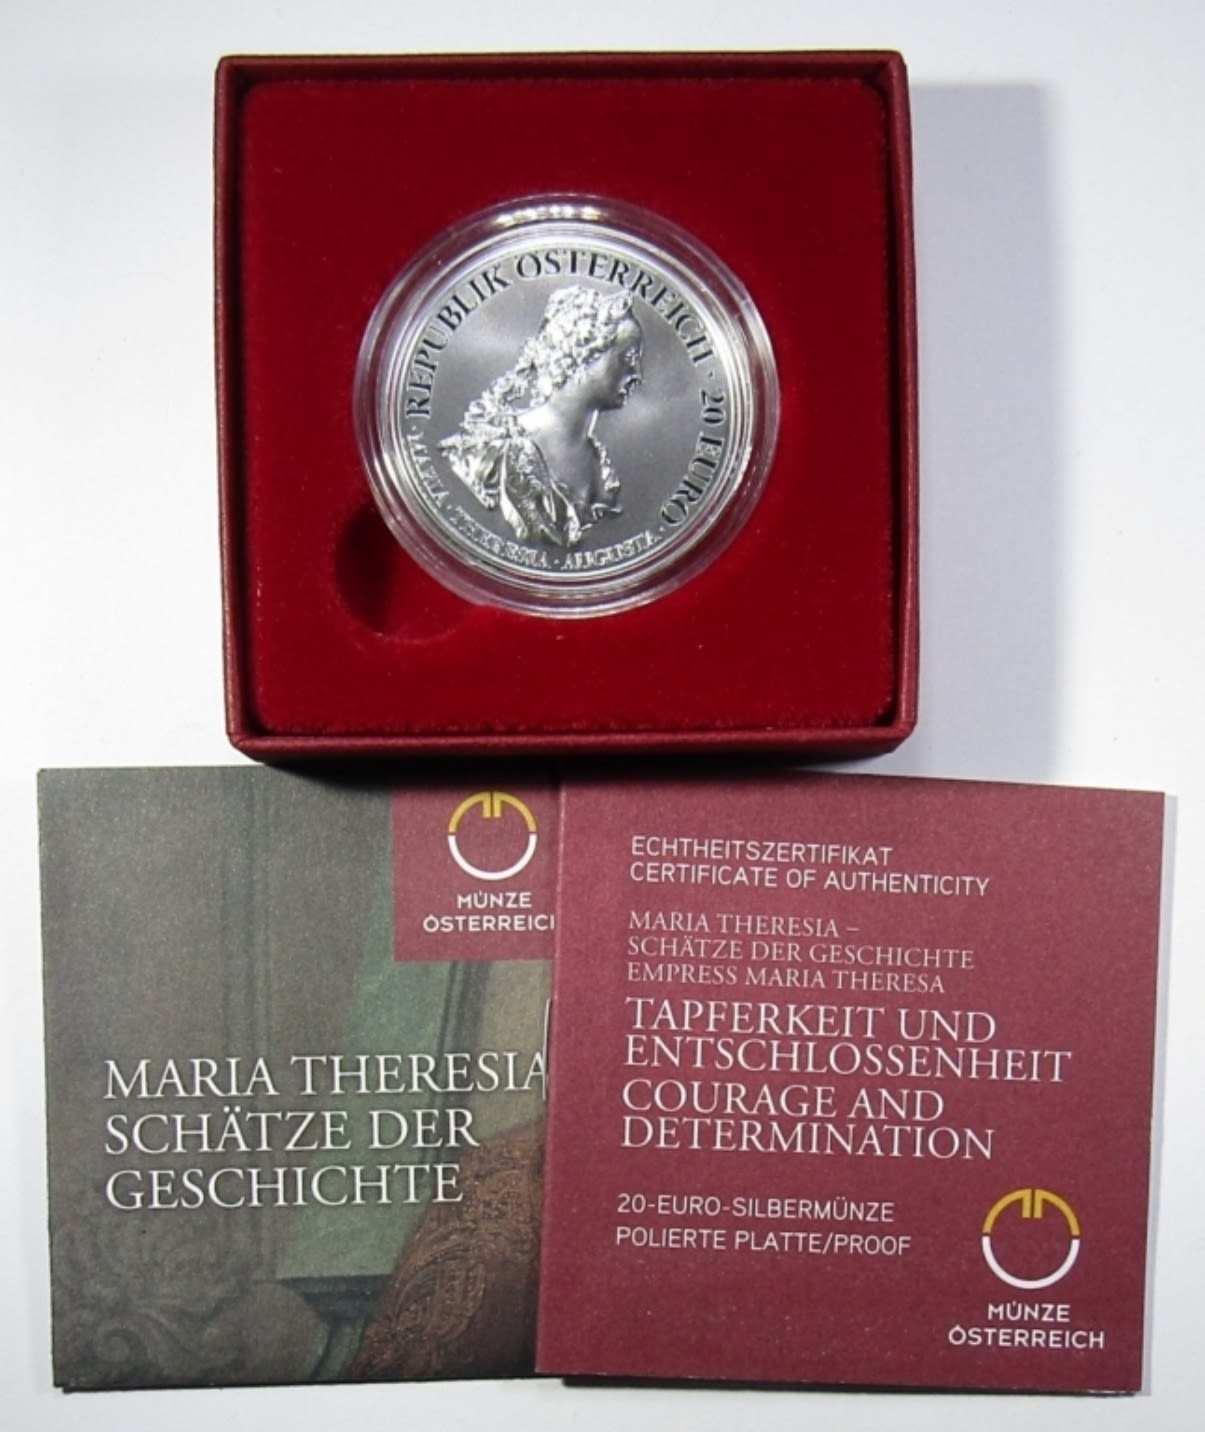 REPUBLIK ÖSTERREICH · 20 EURO
MARIA · THERESIA · AUGUSTA ·
MÜNZE
ÖSTERREICH
MARIA THERESIA
SCHÄTZE DER
GESCHICHTE
ECHTHEITSZERTIFIKAT
CERTIFICATE OF AUTHENTICITY
MARIA THERESIA –
SCHÄTZE DER GESCHICHTE
EMPRESS MARIA THERESA
TAPFERKEIT UND
ENTSCHLOSSENHEIT
COURAGE AND
DETERMINATION
20-EURO-SILBERMÜNZE
POLIERTE PLATTE/PROOF
MÜNZE
ÖSTERREICH